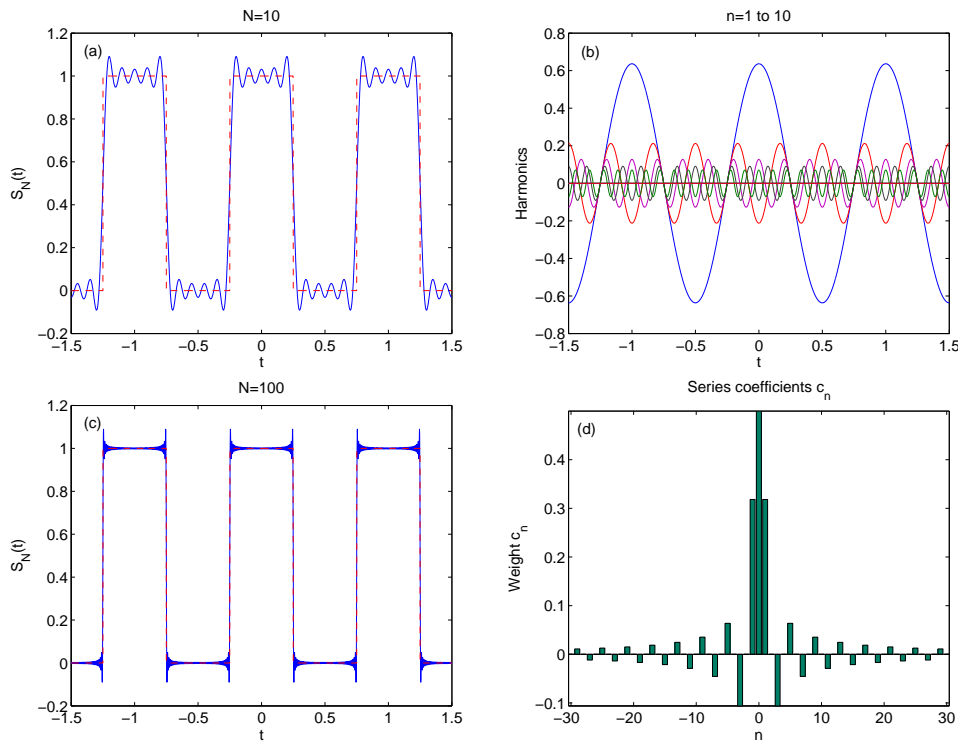 N=10
(a)
1.2
1
0.8
0.6
0.4
0.2
0
−0.2
S_N(t)
−1.5 −1 −0.5 0 0.5 1 1.5
t
n=1 to 10
(b)
0.8
0.6
0.4
0.2
0
−0.2
−0.4
−0.6
−0.8
Harmonics
−1.5 −1 −0.5 0 0.5 1 1.5
t
N=100
(c)
1.2
1
0.8
0.6
0.4
0.2
0
−0.2
S_N(t)
−1.5 −1 −0.5 0 0.5 1 1.5
t
Series coefficients c_n
(d)
0.4
0.3
0.2
0.1
0
−0.1
Weight c_n
−30 −20 −10 0 10 20 30
n